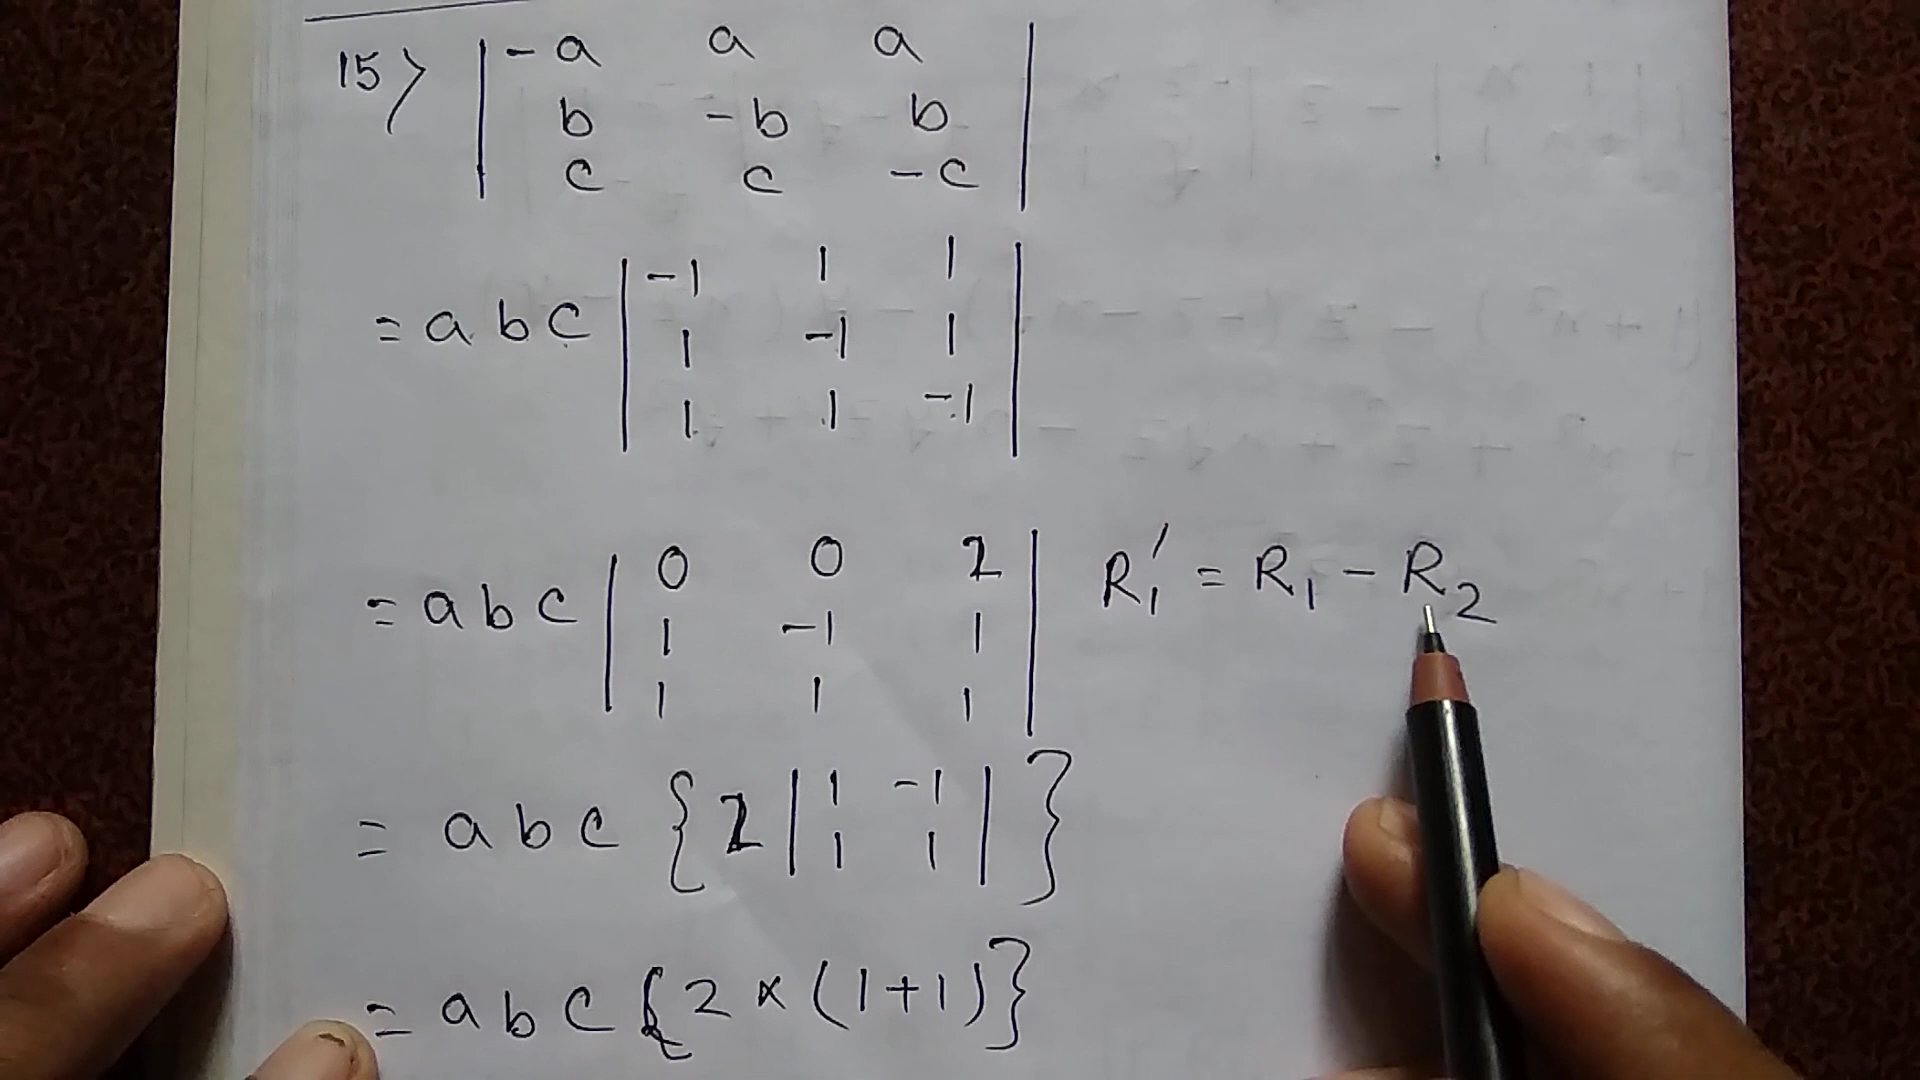 15> | -a a a |
| b -b b |
| c c -c |
= abc | -1 1 1 |
| 1 -1 1 |
| 1 1 -1 |
= abc | 0 0 2 | R₁' = R₁ - R₂
| 1 -1 1 |
| 1 1 1 |
= abc { 2 | 1 -1 | }
| 1 1 |
= abc { 2 × (1+1) }